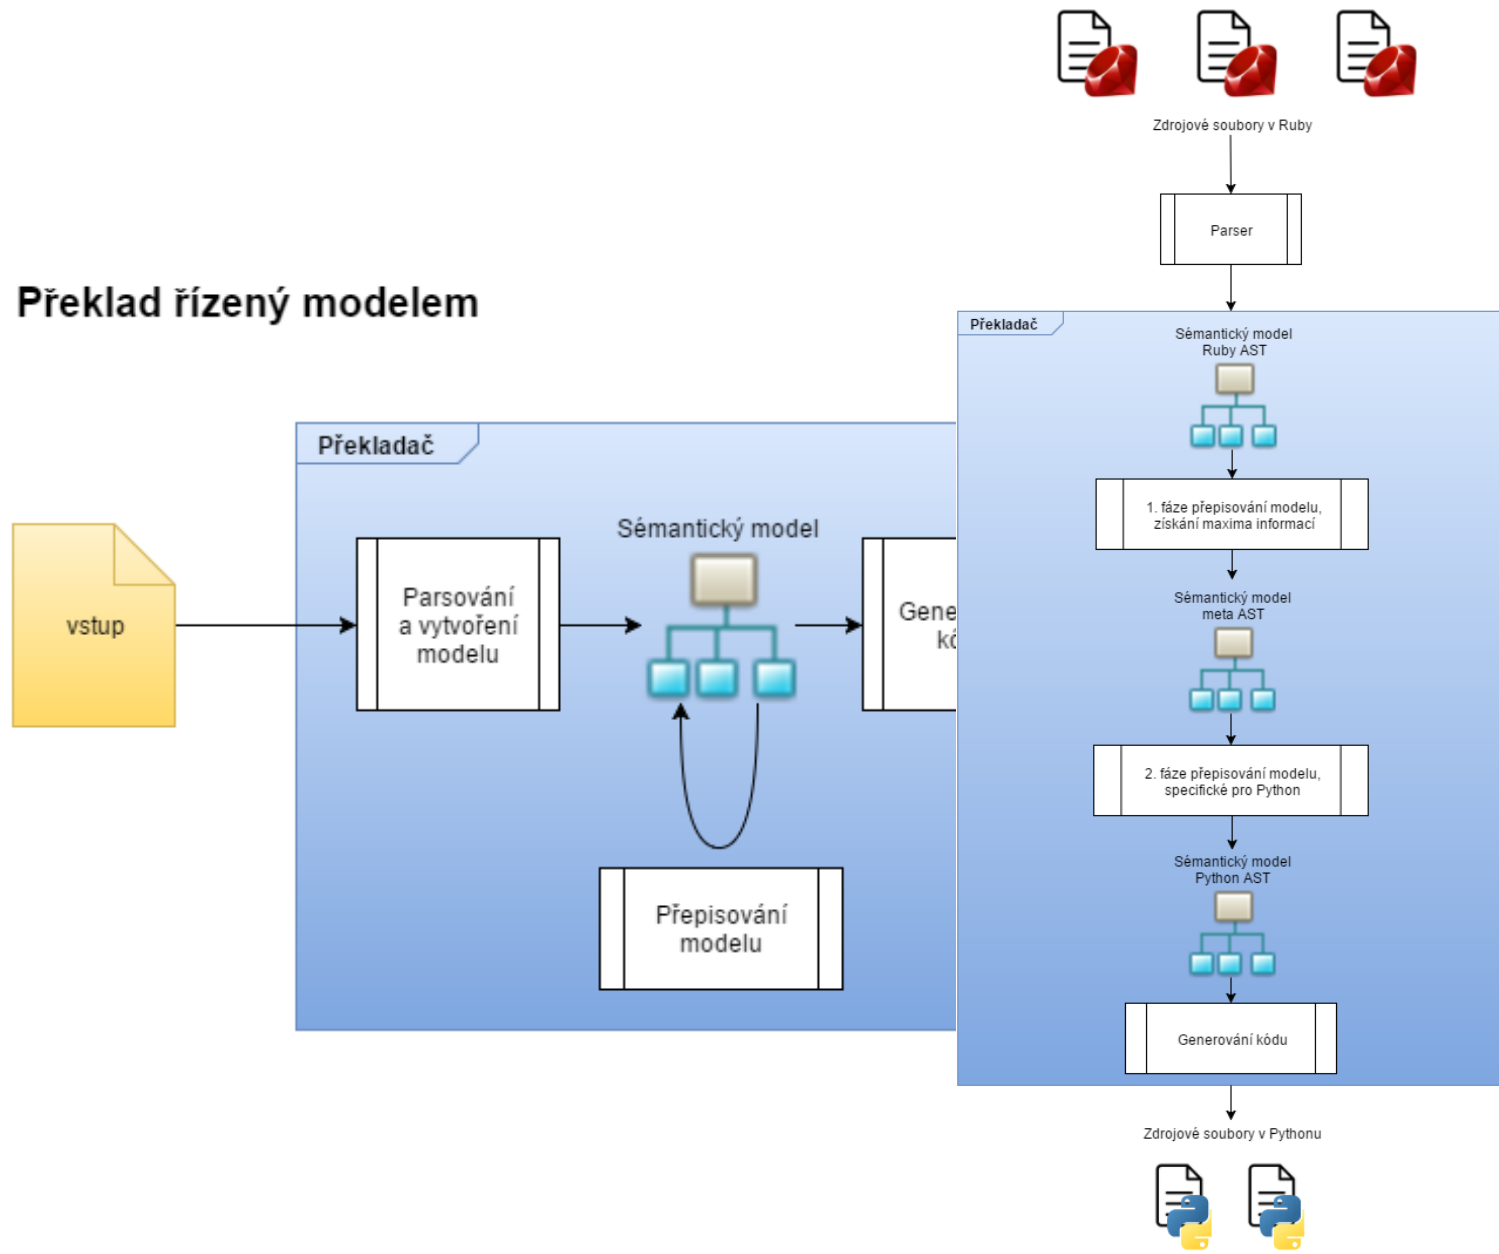 Překlad řízený modelem
Překladač
vstup
Parsování
a vytvoření
modelu
Sémantický model
Přepisování
modelu
Zdrojové soubory v Ruby
Parser
Překladač
Sémantický model
Ruby AST
1. fáze přepisování modelu,
získání maxima informací
Sémantický model
meta AST
2. fáze přepisování modelu,
specifické pro Python
Sémantický model
Python AST
Generování kódu
Zdrojové soubory v Pythonu